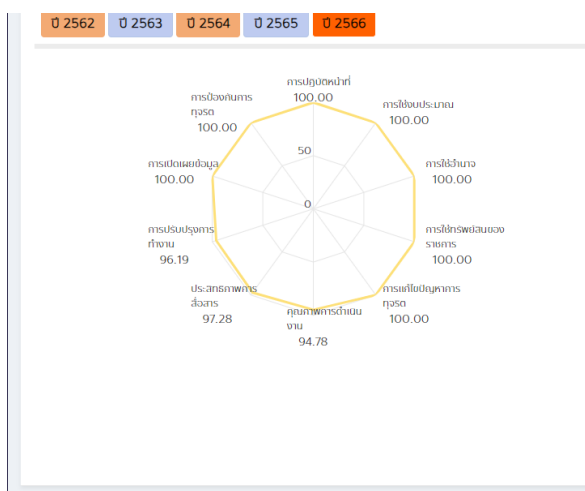 ปี 2562
ปี 2563
ปี 2564
ปี 2565
ปี 2566
การปฏิบัติหน้าที่
100.00
การใช้งบประมาณ
100.00
การใช้อำนาจ
100.00
การใช้ทรัพย์สินของ
ราชการ
100.00
การแก้ไขปัญหาการ
ทุจริต
100.00
คุณภาพการดำเนิน
งาน
94.78
ประสิทธิภาพการ
สื่อสาร
97.28
การปรับปรุงการ
ทำงาน
96.19
การเปิดเผยข้อมูล
100.00
การป้องกันการ
ทุจริต
100.00
50
0